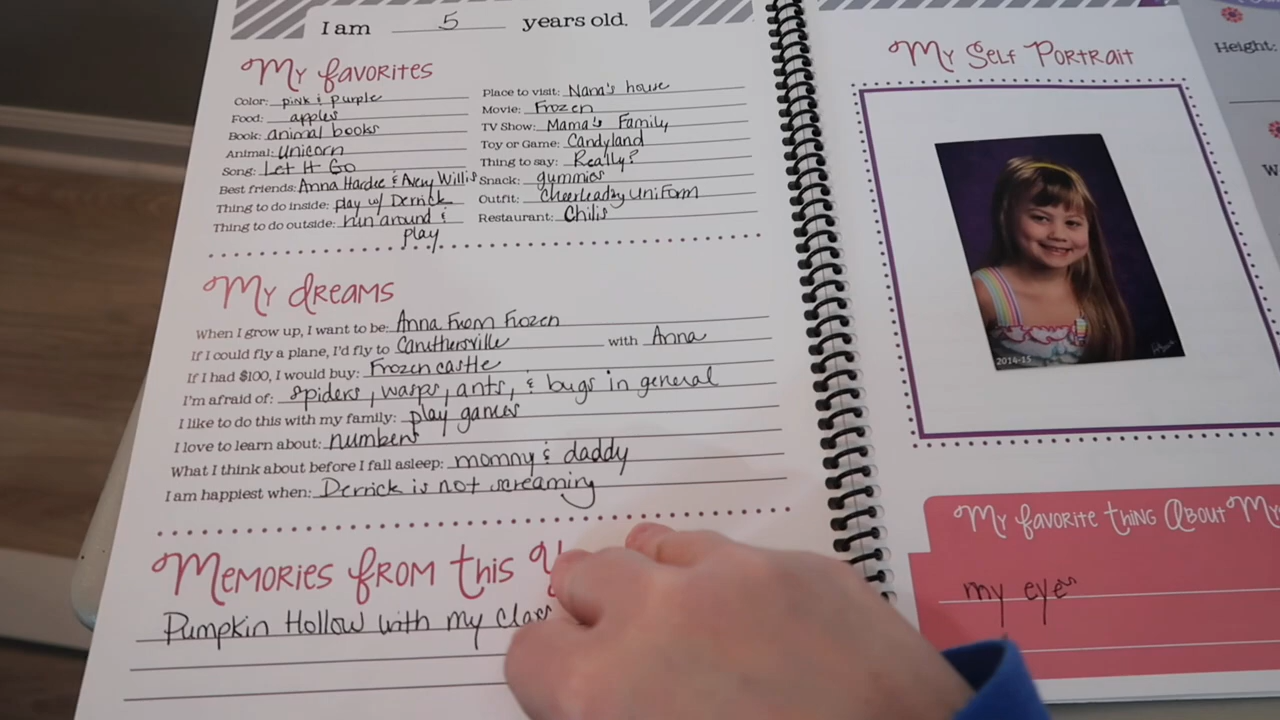 I am 5 years old.
My favorites
Color: pink & purple
Food: apples
Book: animal books
Animal: Unicorn
Song: Let It Go
Best friends: Anna Hardee & Avery Willis
Thing to do inside: play w/ Derrick
Thing to do outside: run around &
play
Place to visit: Nana's house
Movie: Frozen
TV Show: Mama's Family
Toy or Game: Candyland
Thing to say: Really?
Snack: gummies
Outfit: Cheerleading Uniform
Restaurant: Chilis
My dreams
When I grow up, I want to be: Anna From Frozen
If I could fly a plane, I'd fly to Caruthersville with Anna
If I had $100, I would buy: Frozen castle
I'm afraid of: Spiders, wasps, ants, & bugs in general
I like to do this with my family: play games
I love to learn about: numbers
What I think about before I fall asleep: mommy & daddy
I am happiest when: Derrick is not screaming
Memories from this Y
Pumpkin Hollow with my class
My Self Portrait
2014-15
My favorite thing About My
my eyes
Height:
W